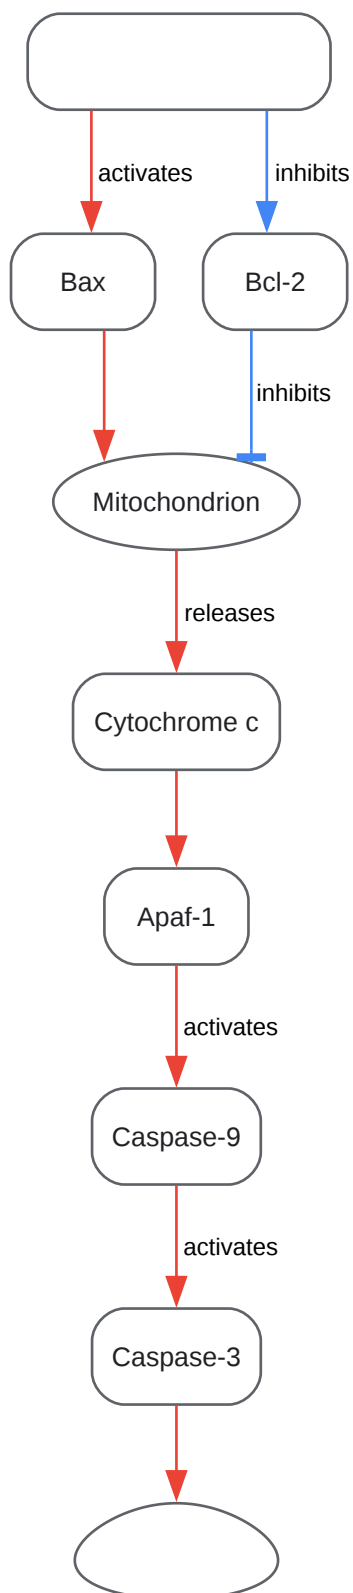 activates
inhibits
Bax
Bcl-2
inhibits
Mitochondrion
releases
Cytochrome c
Apaf-1
activates
Caspase-9
activates
Caspase-3